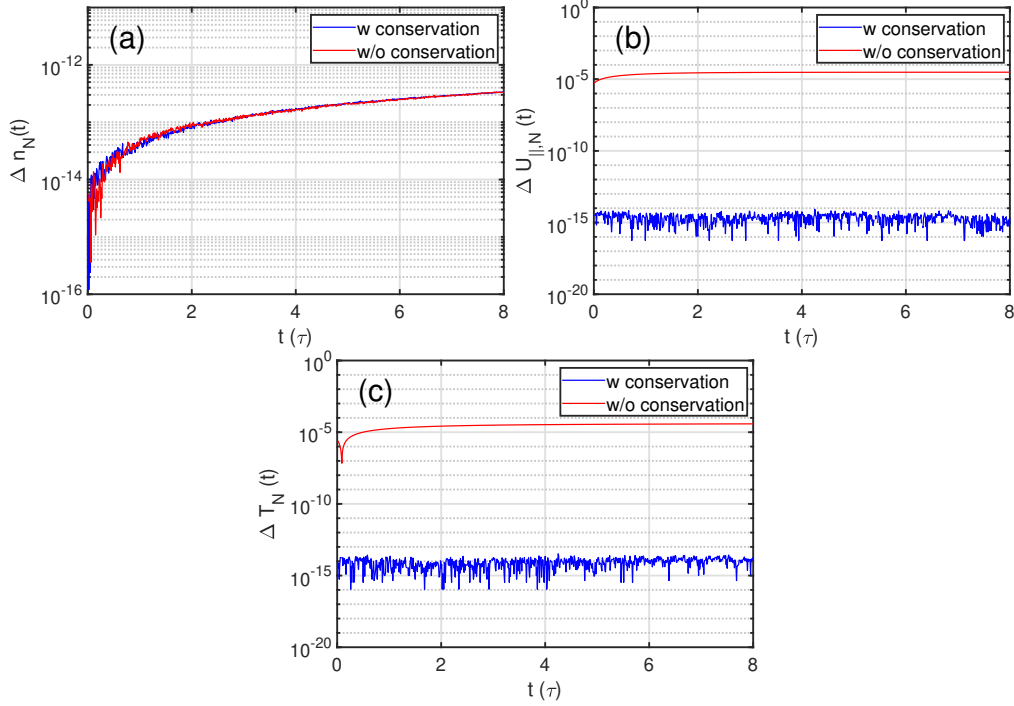 (a)
w conservation
w/o conservation
10^-12
10^-14
10^-16
Δ n_N(t)
0 2 4 6 8
t (τ)
(b)
w conservation
w/o conservation
10^0
10^-5
10^-10
10^-15
10^-20
Δ U_||,N (t)
0 2 4 6 8
t (τ)
(c)
w conservation
w/o conservation
10^0
10^-5
10^-10
10^-15
10^-20
Δ T_N (t)
0 2 4 6 8
t (τ)